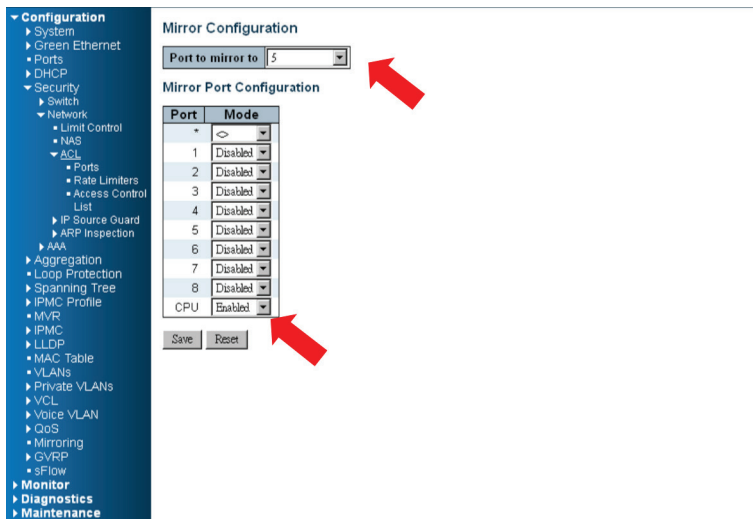 Configuration
System
Green Ethernet
Ports
DHCP
Security
Switch
Network
Limit Control
NAS
ACL
Ports
Rate Limiters
Access Control
List
IP Source Guard
ARP Inspection
AAA
Aggregation
Loop Protection
Spanning Tree
IPMC Profile
MVR
IPMC
LLDP
MAC Table
VLANs
Private VLANs
VCL
Voice VLAN
QoS
Mirroring
GVRP
sFlow
Monitor
Diagnostics
Maintenance
Mirror Configuration
Port to mirror to 5
Mirror Port Configuration
Port Mode
* <>
1 Disabled
2 Disabled
3 Disabled
4 Disabled
5 Disabled
6 Disabled
7 Disabled
8 Disabled
CPU Enabled
Save Reset